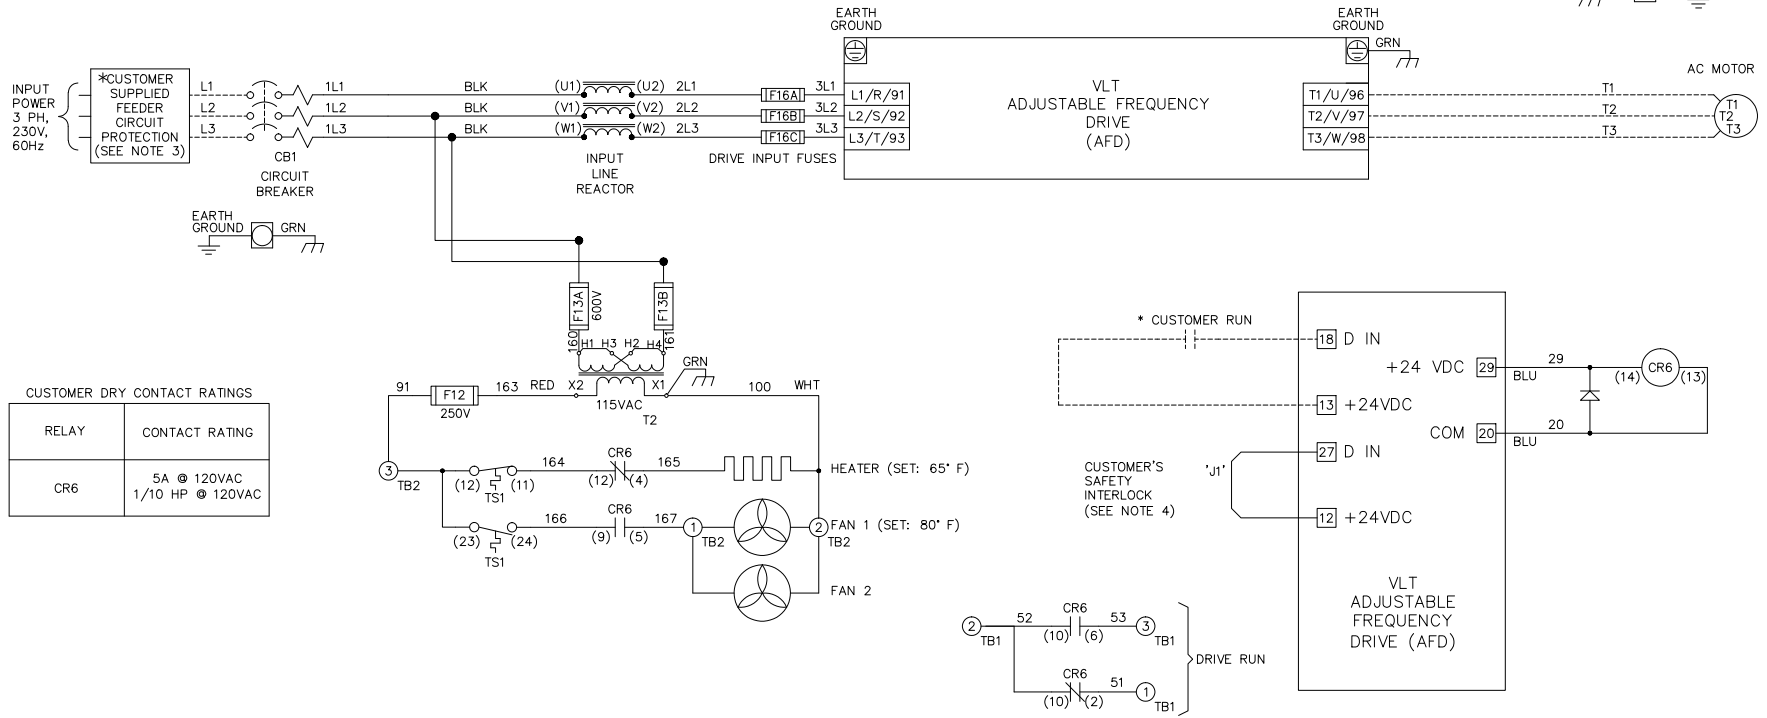 EARTH
GROUND
EARTH
GROUND
GRN
INPUT
POWER
3 PH,
230V,
60Hz
*CUSTOMER
SUPPLIED
FEEDER
CIRCUIT
PROTECTION
(SEE NOTE 3)
L1
L2
L3
CB1
CIRCUIT
BREAKER
1L1
1L2
1L3
BLK
BLK
BLK
(U1)
(V1)
(W1)
(U2)
(V2)
(W2)
INPUT
LINE
REACTOR
2L1
2L2
2L3
F16A
F16B
F16C
DRIVE INPUT FUSES
3L1
3L2
3L3
L1/R/91
L2/S/92
L3/T/93
VLT
ADJUSTABLE FREQUENCY
DRIVE
(AFD)
T1/U/96
T2/V/97
T3/W/98
T1
T2
T3
AC MOTOR
T1
T2
T3
EARTH
GROUND
GRN
F13A
600V
F13B
160
161
H1 H3 H2 H4
GRN
91
F12
250V
163
RED
X2
115VAC
X1
T2
100
WHT
CUSTOMER DRY CONTACT RATINGS
RELAY
CONTACT RATING
CR6
5A @ 120VAC
1/10 HP @ 120VAC
3
TB2
(12)
TS1
(11)
164
CR6
(12)
(4)
165
HEATER (SET: 65° F)
(23)
TS1
(24)
166
CR6
(9)
(5)
167
1
TB2
2
TB2
FAN 1 (SET: 80° F)
FAN 2
2
TB1
52
CR6
(10)
(6)
53
3
TB1
CR6
(10)
(2)
51
1
TB1
DRIVE RUN
* CUSTOMER RUN
18 D IN
13 +24VDC
27 D IN
12 +24VDC
CUSTOMER'S
SAFETY
INTERLOCK
(SEE NOTE 4)
'J1'
+24 VDC 29
COM 20
29
BLU
20
BLU
(14)
CR6
(13)
VLT
ADJUSTABLE
FREQUENCY
DRIVE (AFD)